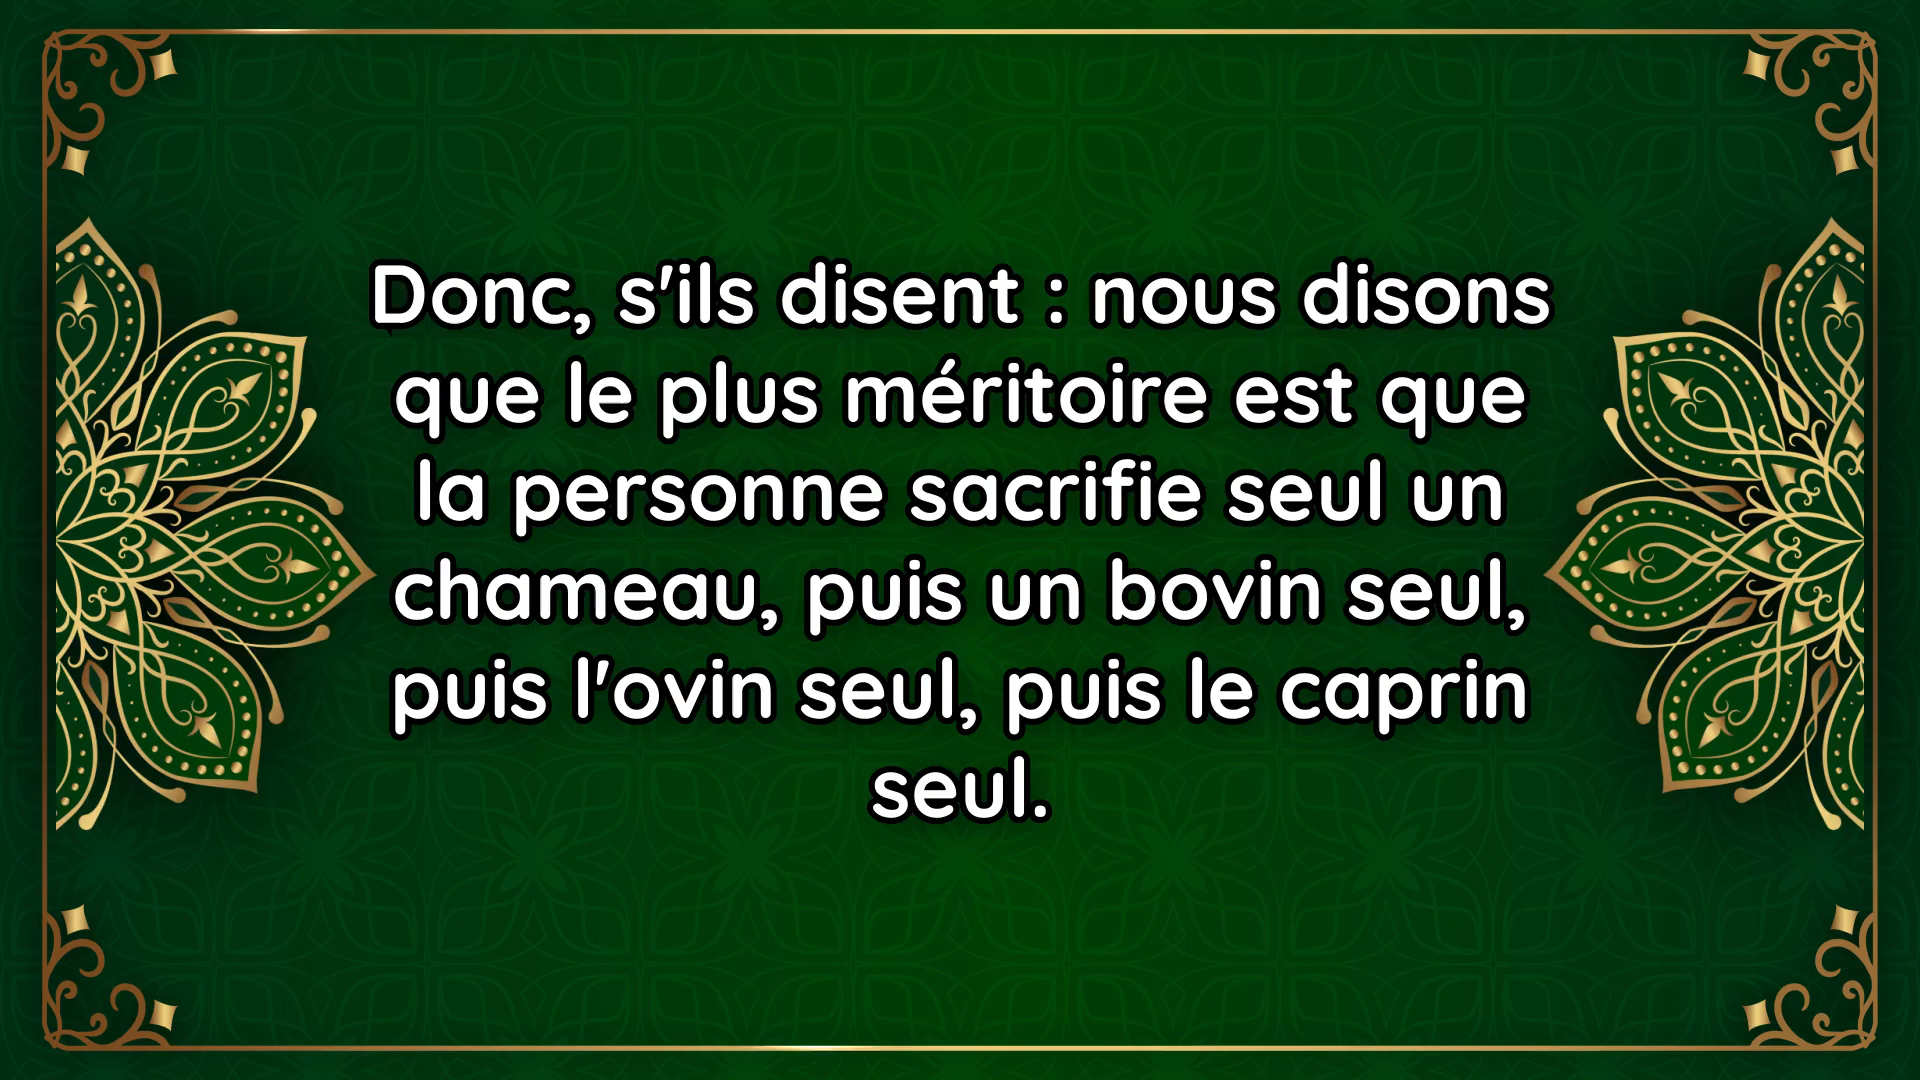 Donc, s'ils disent : nous disons
que le plus méritoire est que
la personne sacrifie seul un
chameau, puis un bovin seul,
puis l'ovin seul, puis le caprin
seul.